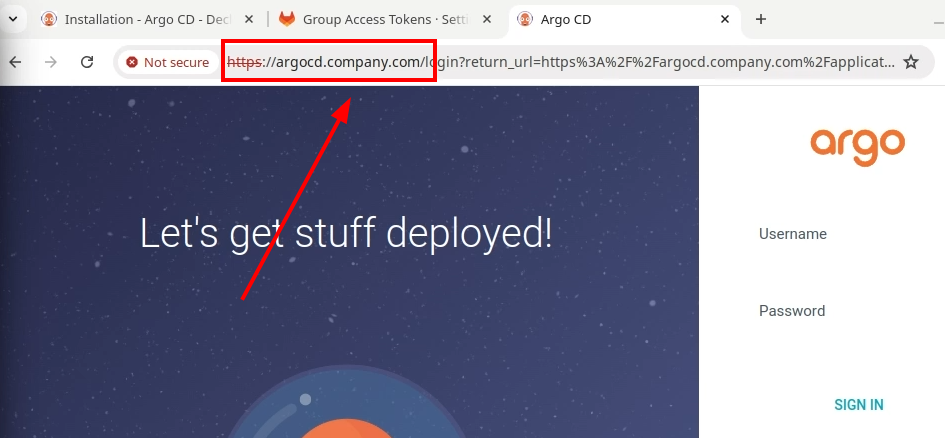 Installation - Argo CD - Decl
Group Access Tokens · Setti
Argo CD
Not secure
https://argocd.company.com/login?return_url=https%3A%2F%2Fargocd.company.com%2Fapplicat...
argo
Let's get stuff deployed!
Username
Password
SIGN IN